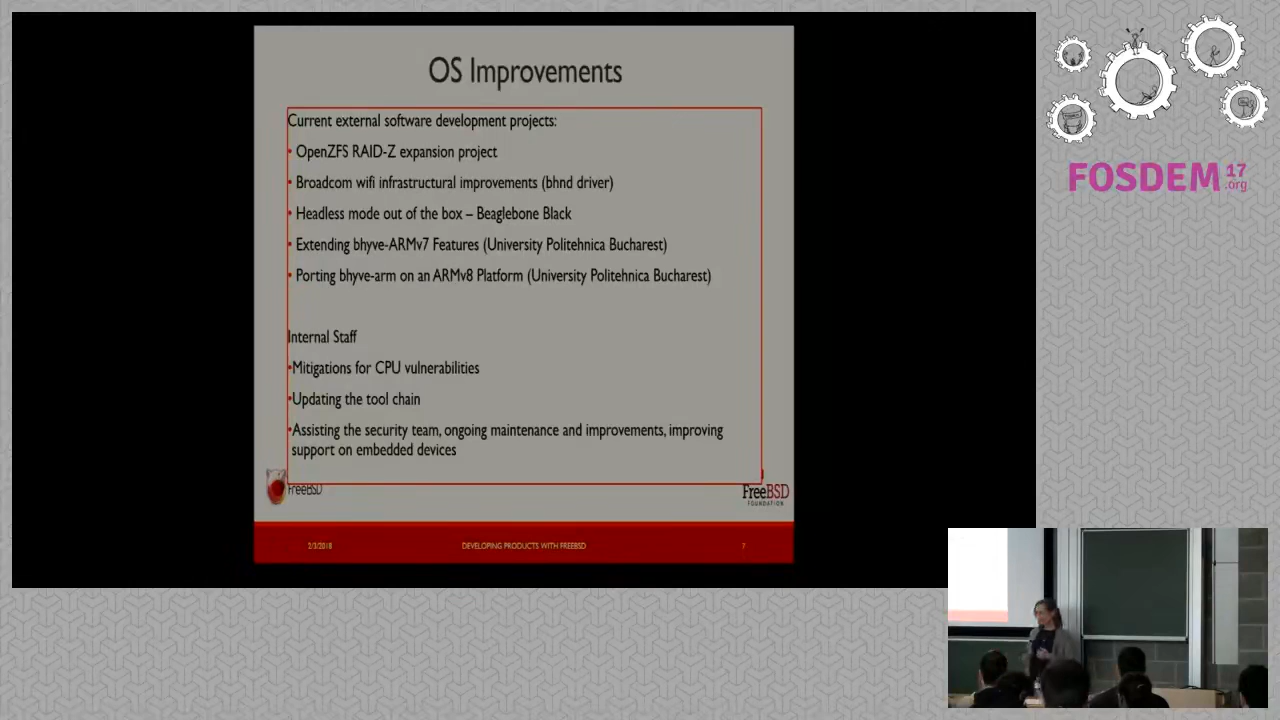 OS Improvements
Current external software development projects:
• OpenZFS RAID-Z expansion project
• Broadcom wifi infrastructural improvements (bhnd driver)
• Headless mode out of the box – Beaglebone Black
• Extending bhyve-ARMv7 Features (University Politehnica Bucharest)
• Porting bhyve-arm on an ARMv8 Platform (University Politehnica Bucharest)
Internal Staff
•Mitigations for CPU vulnerabilities
•Updating the tool chain
•Assisting the security team, ongoing maintenance and improvements, improving
support on embedded devices
FreeBSD
FreeBSD
FOUNDATION
2/3/2018
DEVELOPING PRODUCTS WITH FREEBSD
7
FOSDEM 17
.org